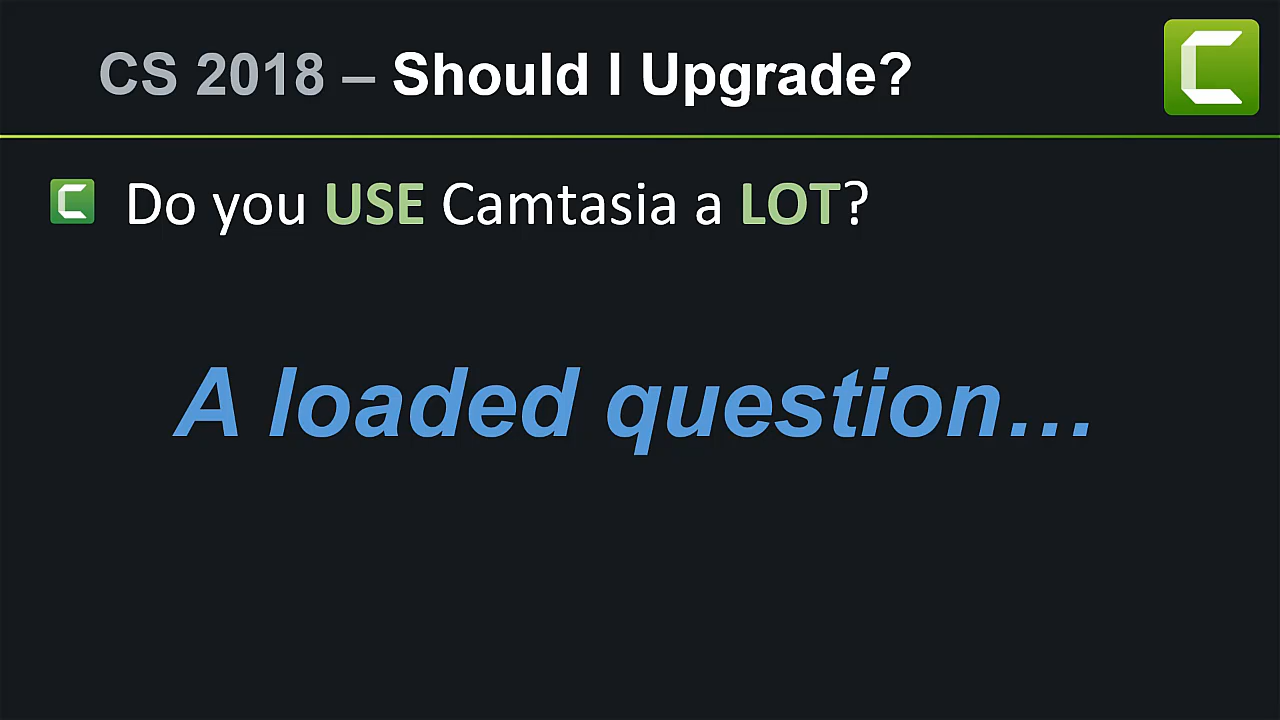 CS 2018 – Should I Upgrade?
Do you USE Camtasia a LOT?
A loaded question...